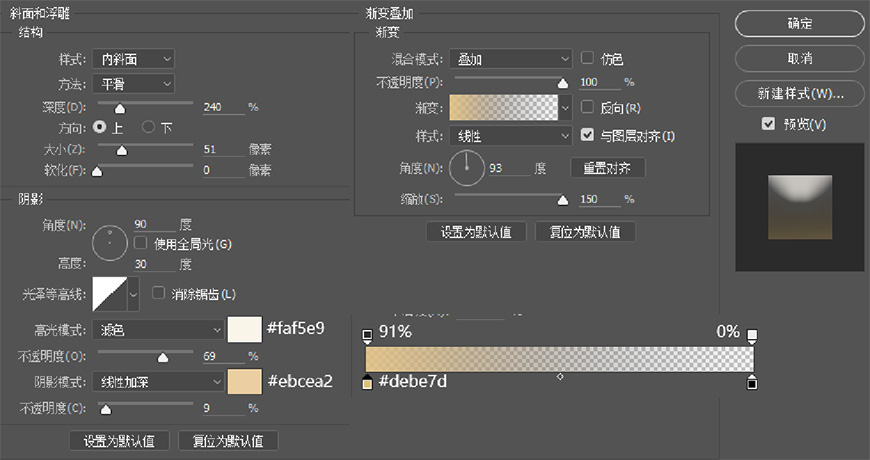 斜面和浮雕
结构
样式: 内斜面
方法: 平滑
深度(D): 240 %
方向: 上 下
大小(Z): 51 像素
软化(F): 0 像素
阴影
角度(N): 90 度
使用全局光(G)
高度: 30 度
光泽等高线: 消除锯齿(L)
高光模式: 滤色 #faf5e9
不透明度(O): 69 %
阴影模式: 线性加深 #ebcea2
不透明度(C): 9 %
设置为默认值 复位为默认值
渐变叠加
渐变
混合模式: 叠加 仿色
不透明度(P): 100 %
渐变: 反向(R)
样式: 线性 与图层对齐(I)
角度(N): 93 度 重置对齐
缩放(S): 150 %
设置为默认值 复位为默认值
91% 0%
#debe7d
确定
取消
新建样式(W)...
预览(V)